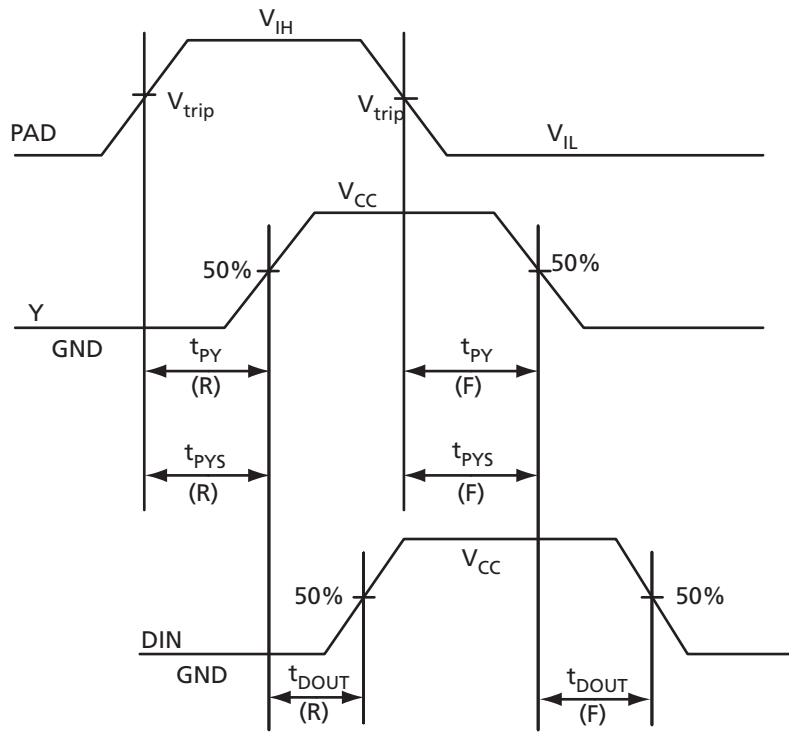 V_IH
V_trip
V_trip
PAD
V_IL
V_CC
50%
50%
Y
GND
t_PY
(R)
t_PY
(F)
t_PYS
(R)
t_PYS
(F)
V_CC
50%
50%
DIN
GND
t_DOUT
(R)
t_DOUT
(F)